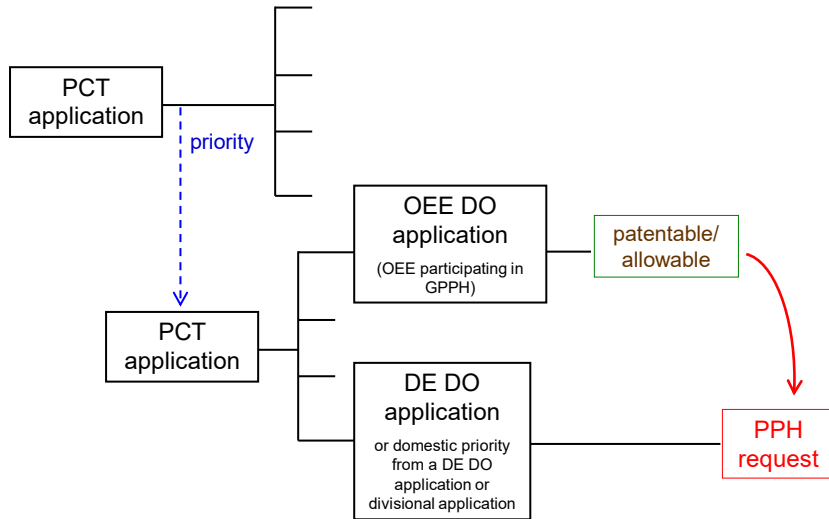 PCT
application
priority
OEE DO
application
(OEE participating in
GPPH)
patentable/
allowable
PCT
application
DE DO
application
or domestic priority
from a DE DO
application or
divisional application
PPH
request